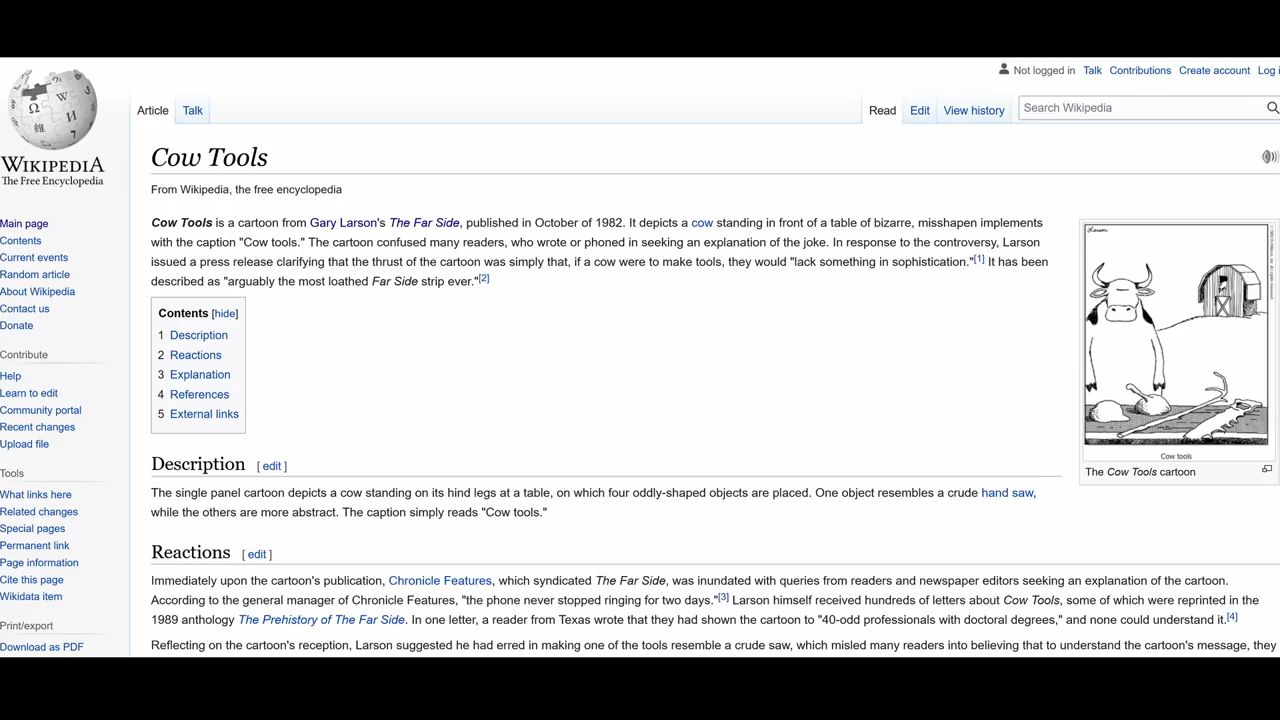 Not logged in Talk Contributions Create account Log i
Article Talk Read Edit View history Search Wikipedia
WIKIPEDIA
The Free Encyclopedia
Main page
Contents
Current events
Random article
About Wikipedia
Contact us
Donate
Contribute
Help
Learn to edit
Community portal
Recent changes
Upload file
Tools
What links here
Related changes
Special pages
Permanent link
Page information
Cite this page
Wikidata item
Print/export
Download as PDF
Cow Tools
From Wikipedia, the free encyclopedia
Cow Tools is a cartoon from Gary Larson's The Far Side, published in October of 1982. It depicts a cow standing in front of a table of bizarre, misshapen implements
with the caption "Cow tools." The cartoon confused many readers, who wrote or phoned in seeking an explanation of the joke. In response to the controversy, Larson
issued a press release clarifying that the thrust of the cartoon was simply that, if a cow were to make tools, they would "lack something in sophistication."[1] It has been
described as "arguably the most loathed Far Side strip ever."[2]
Contents [hide]
1 Description
2 Reactions
3 Explanation
4 References
5 External links
Larson
Cow tools
The Cow Tools cartoon
Description [ edit ]
The single panel cartoon depicts a cow standing on its hind legs at a table, on which four oddly-shaped objects are placed. One object resembles a crude hand saw,
while the others are more abstract. The caption simply reads "Cow tools."
Reactions [ edit ]
Immediately upon the cartoon's publication, Chronicle Features, which syndicated The Far Side, was inundated with queries from readers and newspaper editors seeking an explanation of the cartoon.
According to the general manager of Chronicle Features, "the phone never stopped ringing for two days."[3] Larson himself received hundreds of letters about Cow Tools, some of which were reprinted in the
1989 anthology The Prehistory of The Far Side. In one letter, a reader from Texas wrote that they had shown the cartoon to "40-odd professionals with doctoral degrees," and none could understand it.[4]
Reflecting on the cartoon's reception, Larson suggested he had erred in making one of the tools resemble a crude saw, which misled many readers into believing that to understand the cartoon's message, they